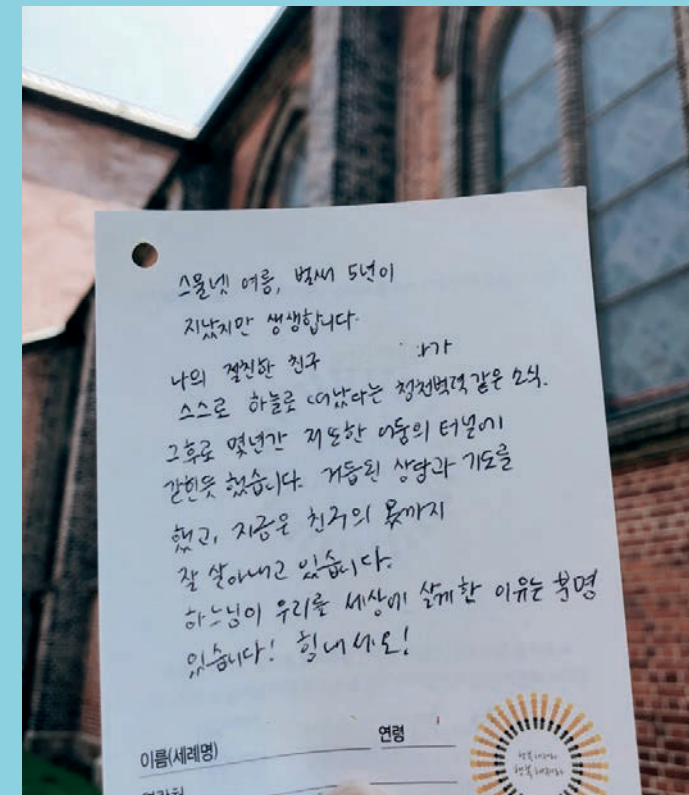 스물넷 여름, 벌써 5년이
지났지만 생생합니다.
나의 절친한 친구
스스로 하늘로 떠났다는 청천벽력 같은 소식.
그후로 몇년간 저또한 어둠의 터널에
갇힌듯 했습니다. 거듭된 상담과 기도를
했고, 지금은 친구의 몫까지
잘 살아내고 있습니다.
하느님이 우리를 세상에 살게한 이유는 분명
있습니다! 힘내세요!
이름(세례명)
연령